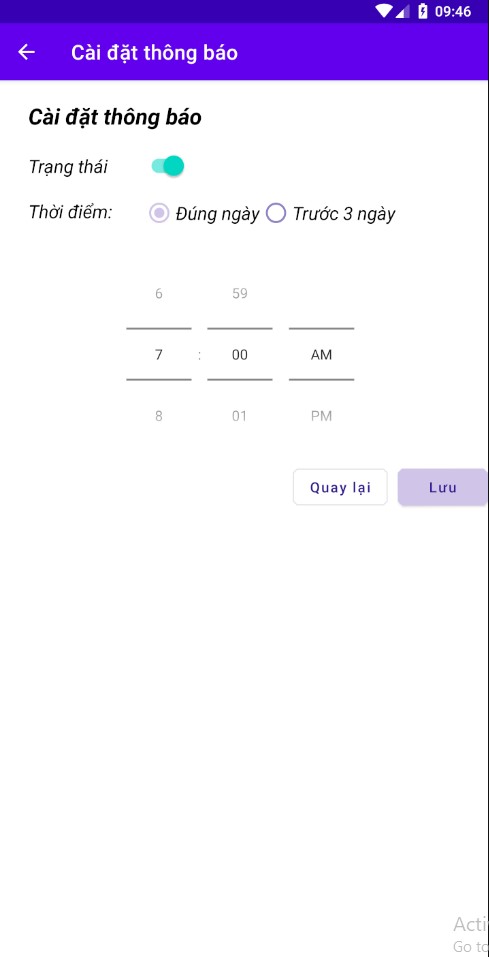 09:46
Cài đặt thông báo
Cài đặt thông báo
Trạng thái
Thời điểm: Đúng ngày Trước 3 ngày
6 59
7 : 00 AM
8 01 PM
Quay lại Lưu
Go to